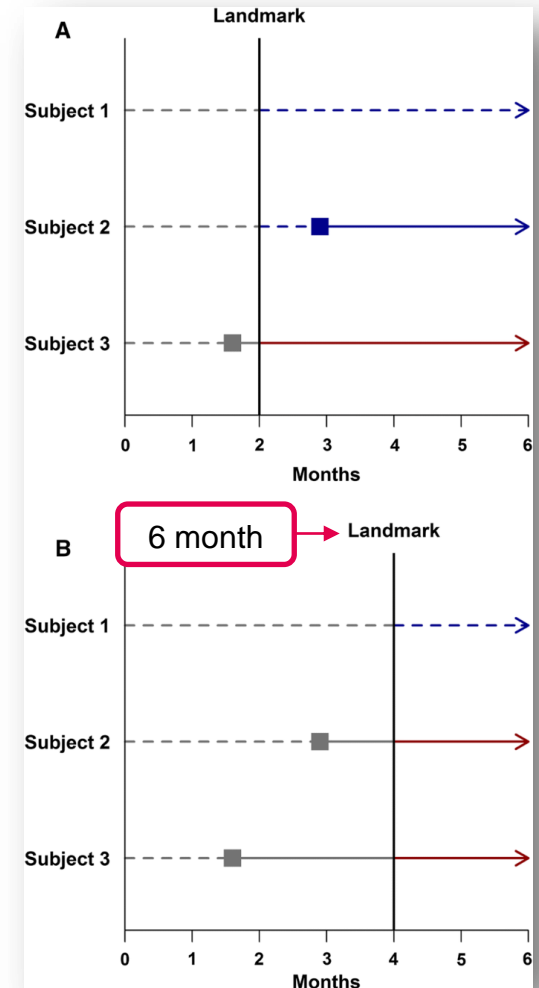 Landmark
A
Subject 1
Subject 2
Subject 3
0 1 2 3 4 5 6
Months
6 month
Landmark
B
Subject 1
Subject 2
Subject 3
0 1 2 3 4 5 6
Months